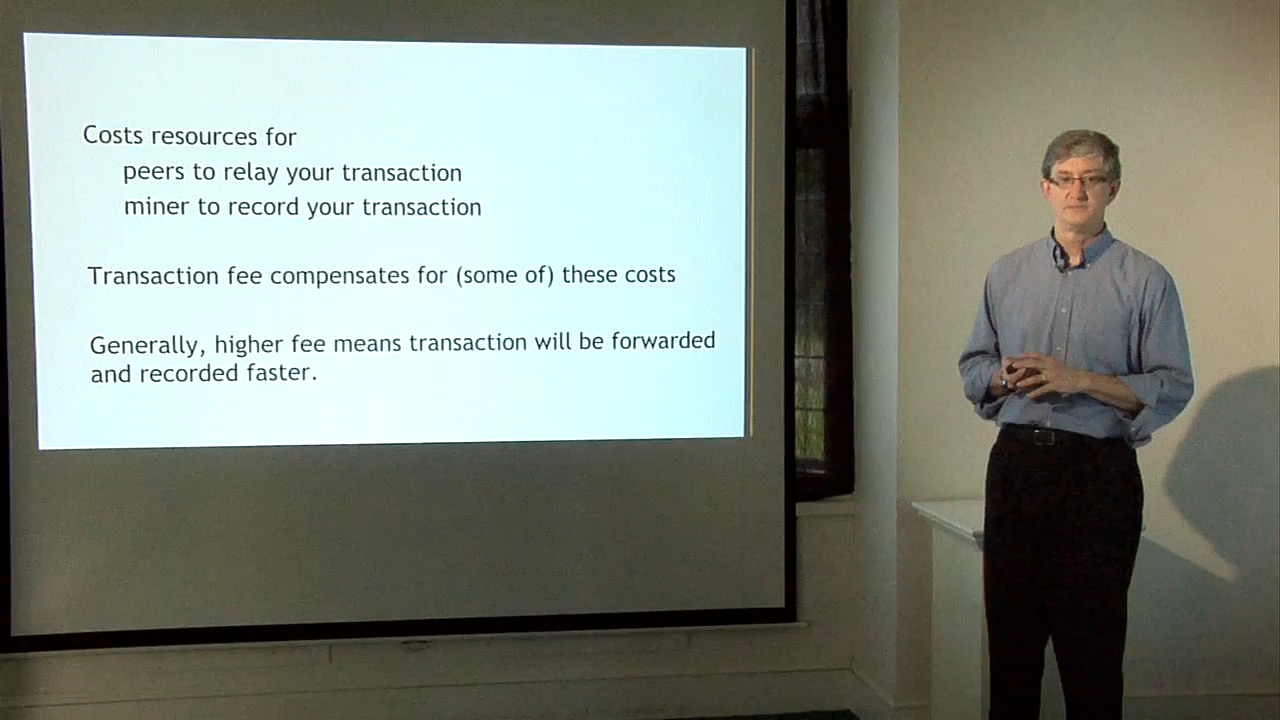 Costs resources for
peers to relay your transaction
miner to record your transaction
Transaction fee compensates for (some of) these costs
Generally, higher fee means transaction will be forwarded
and recorded faster.